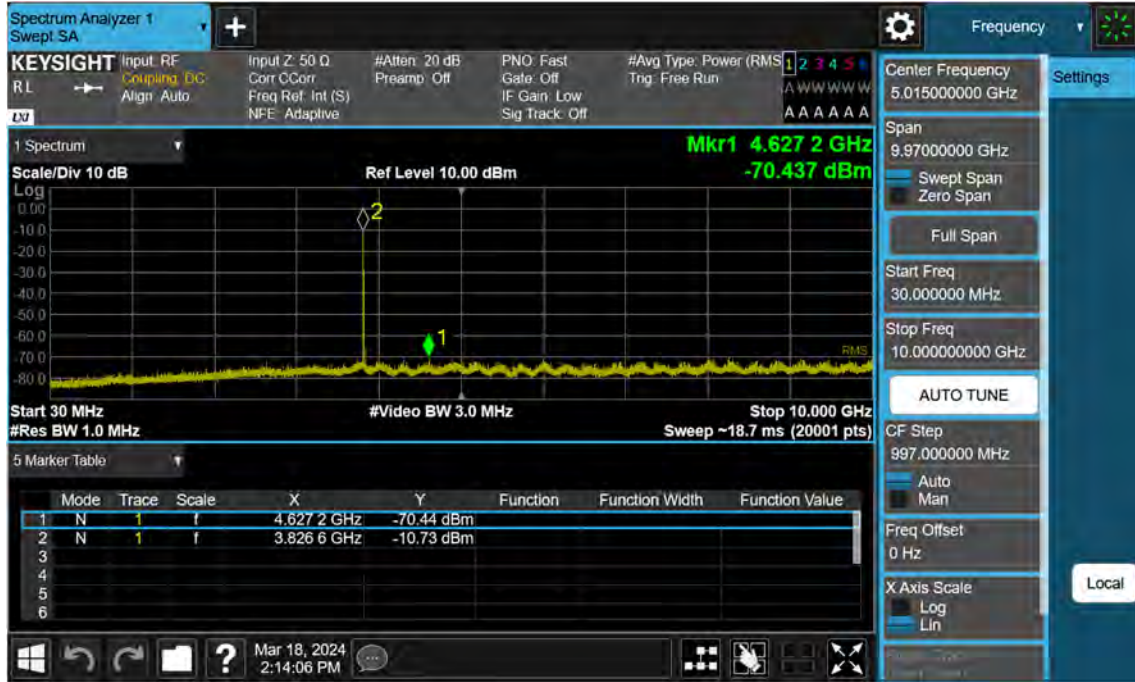 Spectrum Analyzer 1
Swept SA
+
Frequency
KEYSIGHT
RL
LXI
Input: RF
Coupling: DC
Align: Auto
Input Z: 50 Ω
Corr CCorr
Freq Ref: Int (S)
NFE: Adaptive
#Atten: 20 dB
Preamp: Off
PNO: Fast
Gate: Off
IF Gain: Low
Sig Track: Off
#Avg Type: Power (RMS
Trig: Free Run
1 2 3 4 5 6
A W W W W W
A A A A A A
Center Frequency
5.015000000 GHz
Settings
1 Spectrum
Mkr1 4.627 2 GHz
Scale/Div 10 dB
Ref Level 10.00 dBm
-70.437 dBm
Log
0.00
-10.0
-20.0
-30.0
-40.0
-50.0
-60.0
-70.0
-80.0
2
1
RMS
Start 30 MHz
#Video BW 3.0 MHz
Stop 10.000 GHz
#Res BW 1.0 MHz
Sweep ~18.7 ms (20001 pts)
Span
9.97000000 GHz
Swept Span
Zero Span
Full Span
Start Freq
30.000000 MHz
Stop Freq
10.000000000 GHz
AUTO TUNE
CF Step
997.000000 MHz
Auto
Man
Freq Offset
0 Hz
X Axis Scale
Log
Lin
Local
5 Marker Table
Mode Trace Scale X Y Function Function Width Function Value
1 N 1 f 4.627 2 GHz -70.44 dBm
2 N 1 f 3.826 6 GHz -10.73 dBm
3
4
5
6
?
Mar 18, 2024
2:14:06 PM